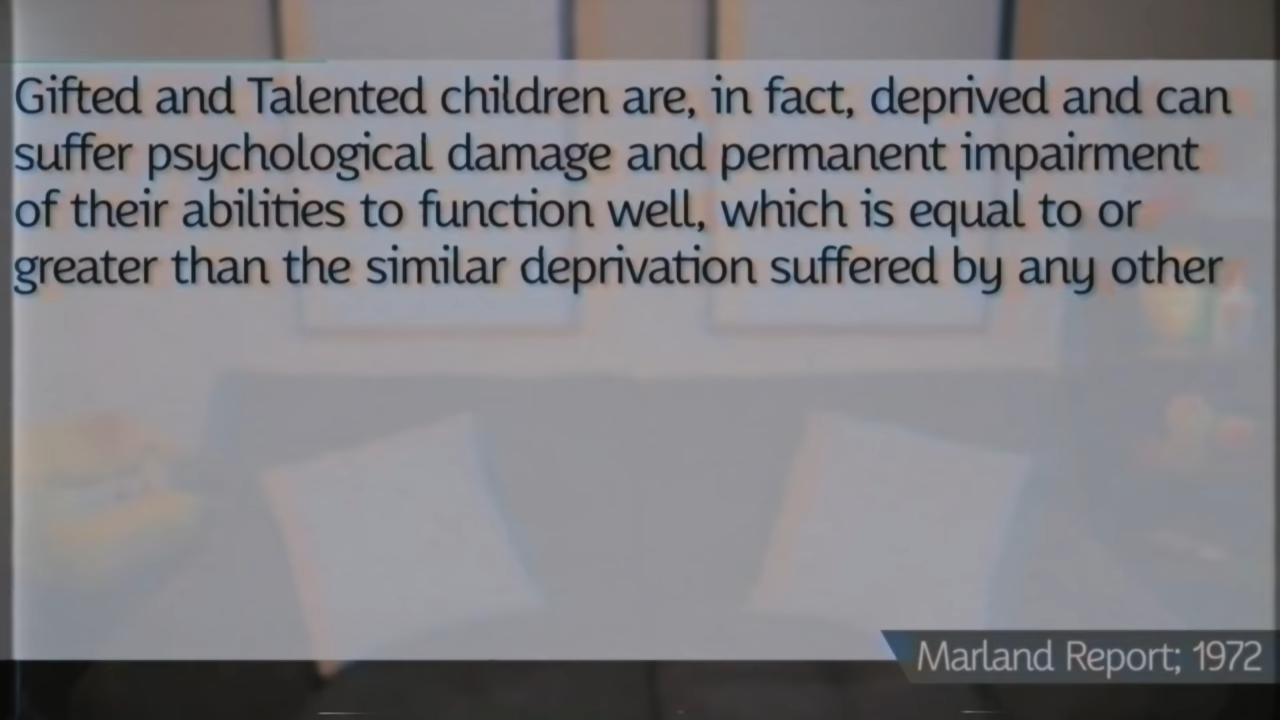 Gifted and Talented children are, in fact, deprived and can
suffer psychological damage and permanent impairment
of their abilities to function well, which is equal to or
greater than the similar deprivation suffered by any other
Marland Report; 1972